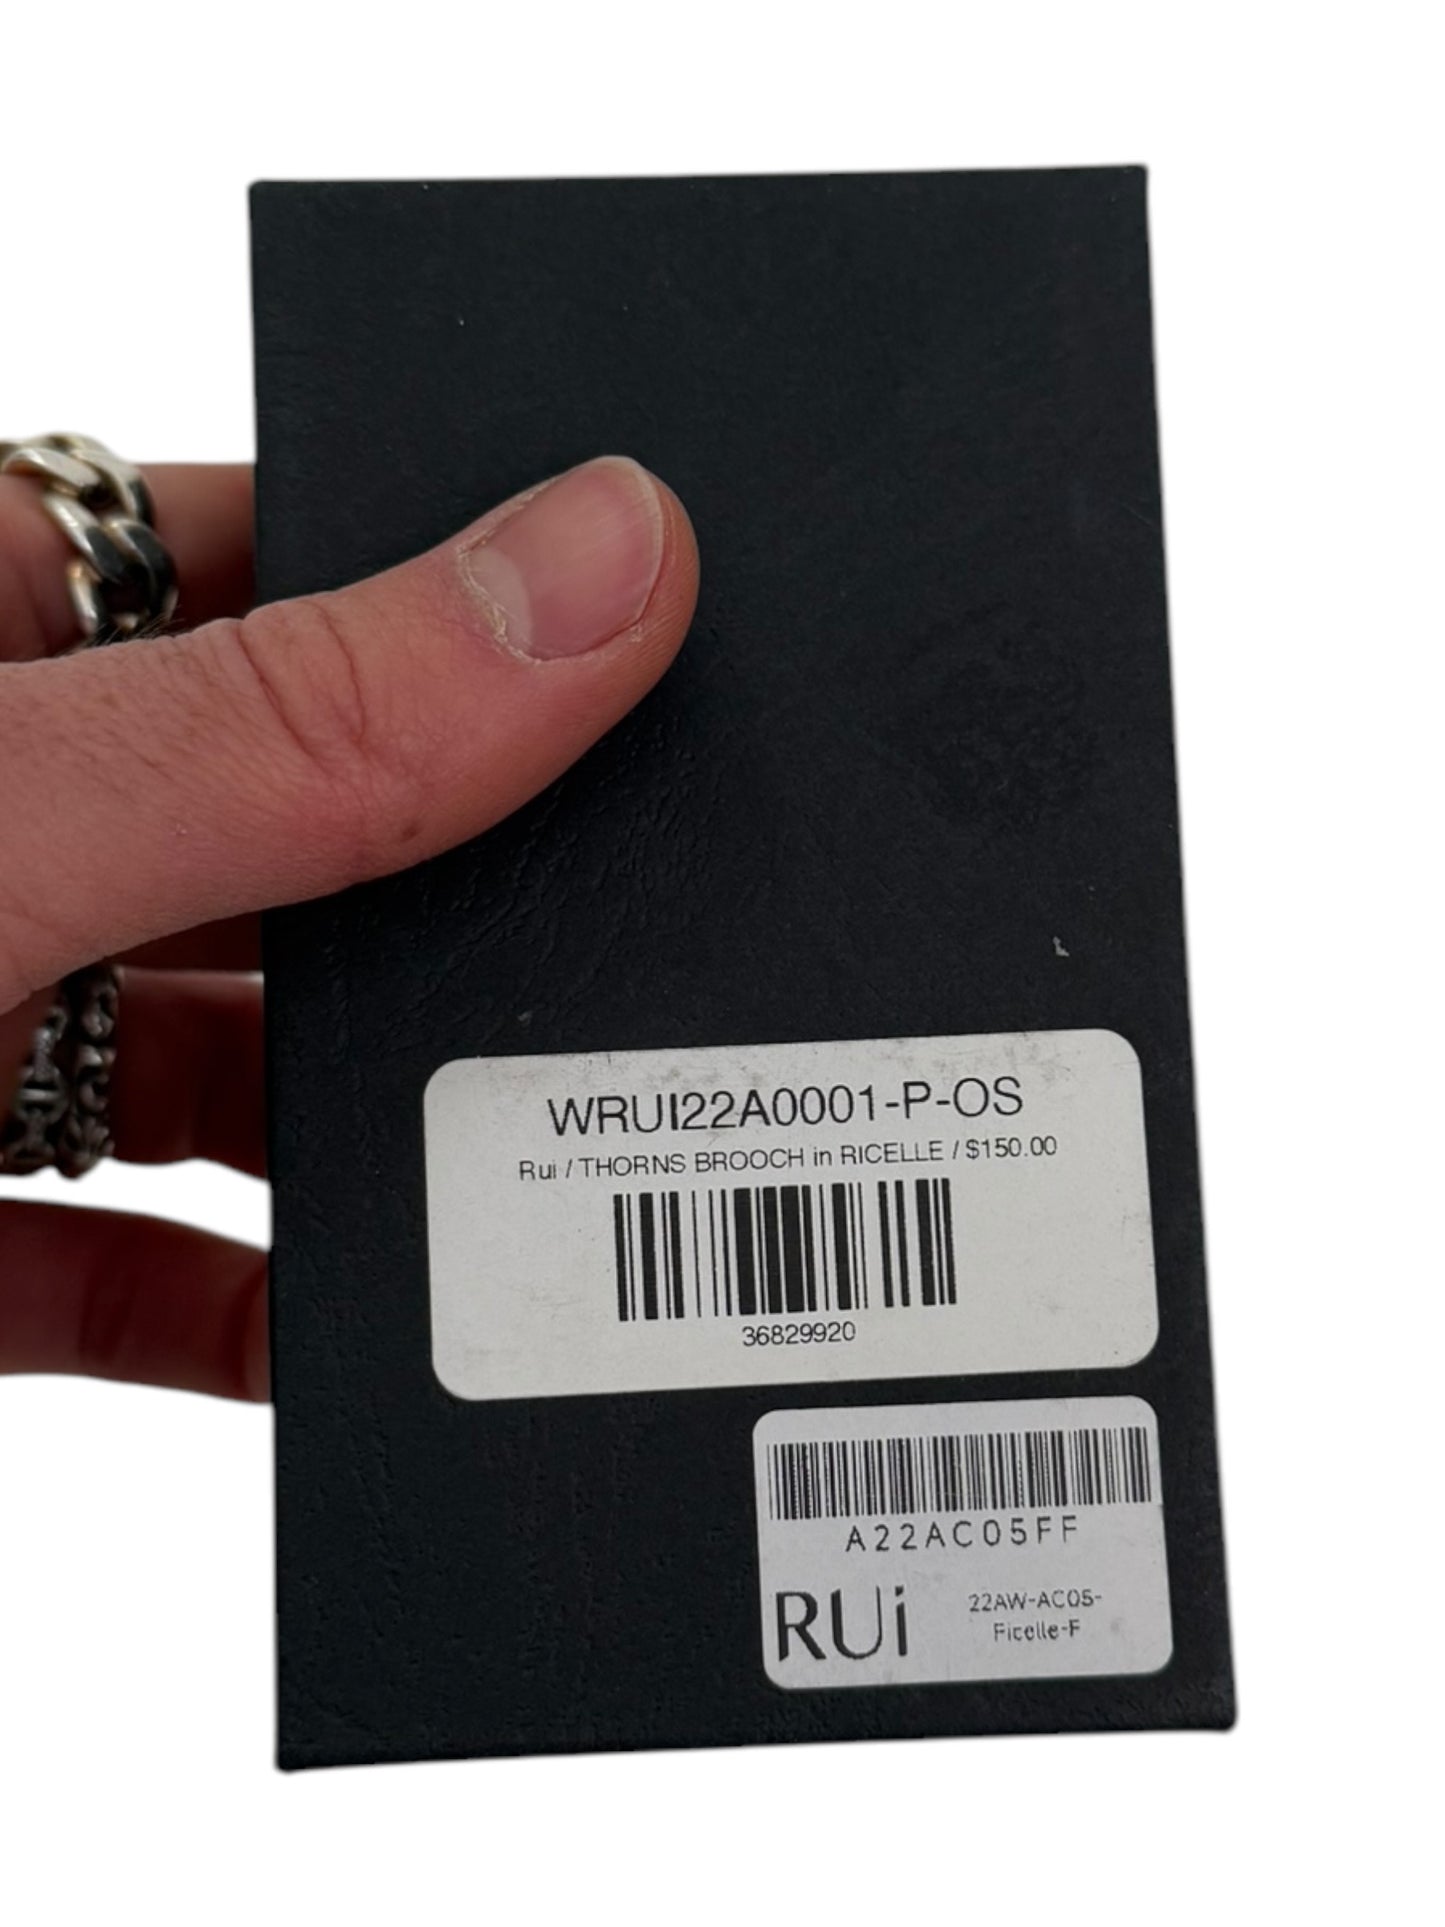 WRUI22A0001-P-OS
Rui / THORNS BROOCH in RICELLE / $150.00
36829920
A22AC05FF
RUi
22AW-AC05-
Ficelle-F